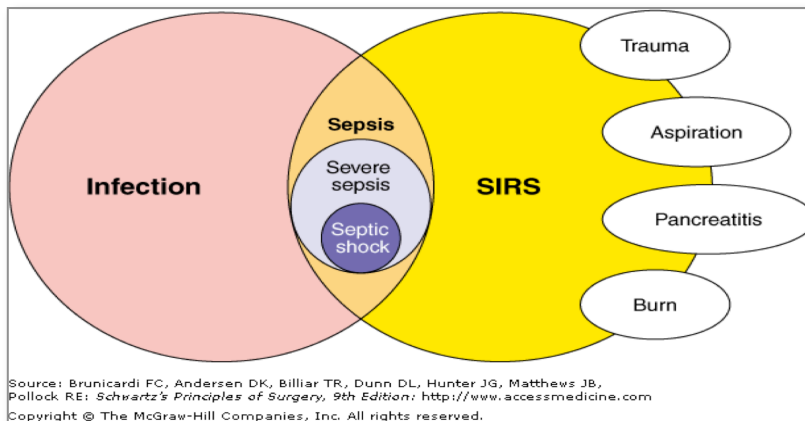 Trauma
Sepsis
Aspiration
Severe
sepsis
Infection
SIRS
Septic
shock
Pancreatitis
Burn
Source: Brunicardi FC, Andersen DK, Billiar TR, Dunn DL, Hunter JG, Matthews JB,
Pollock RE: Schwartz's Principles of Surgery, 9th Edition: http://www.accessmedicine.com
Copyright © The McGraw-Hill Companies, Inc. All rights reserved.